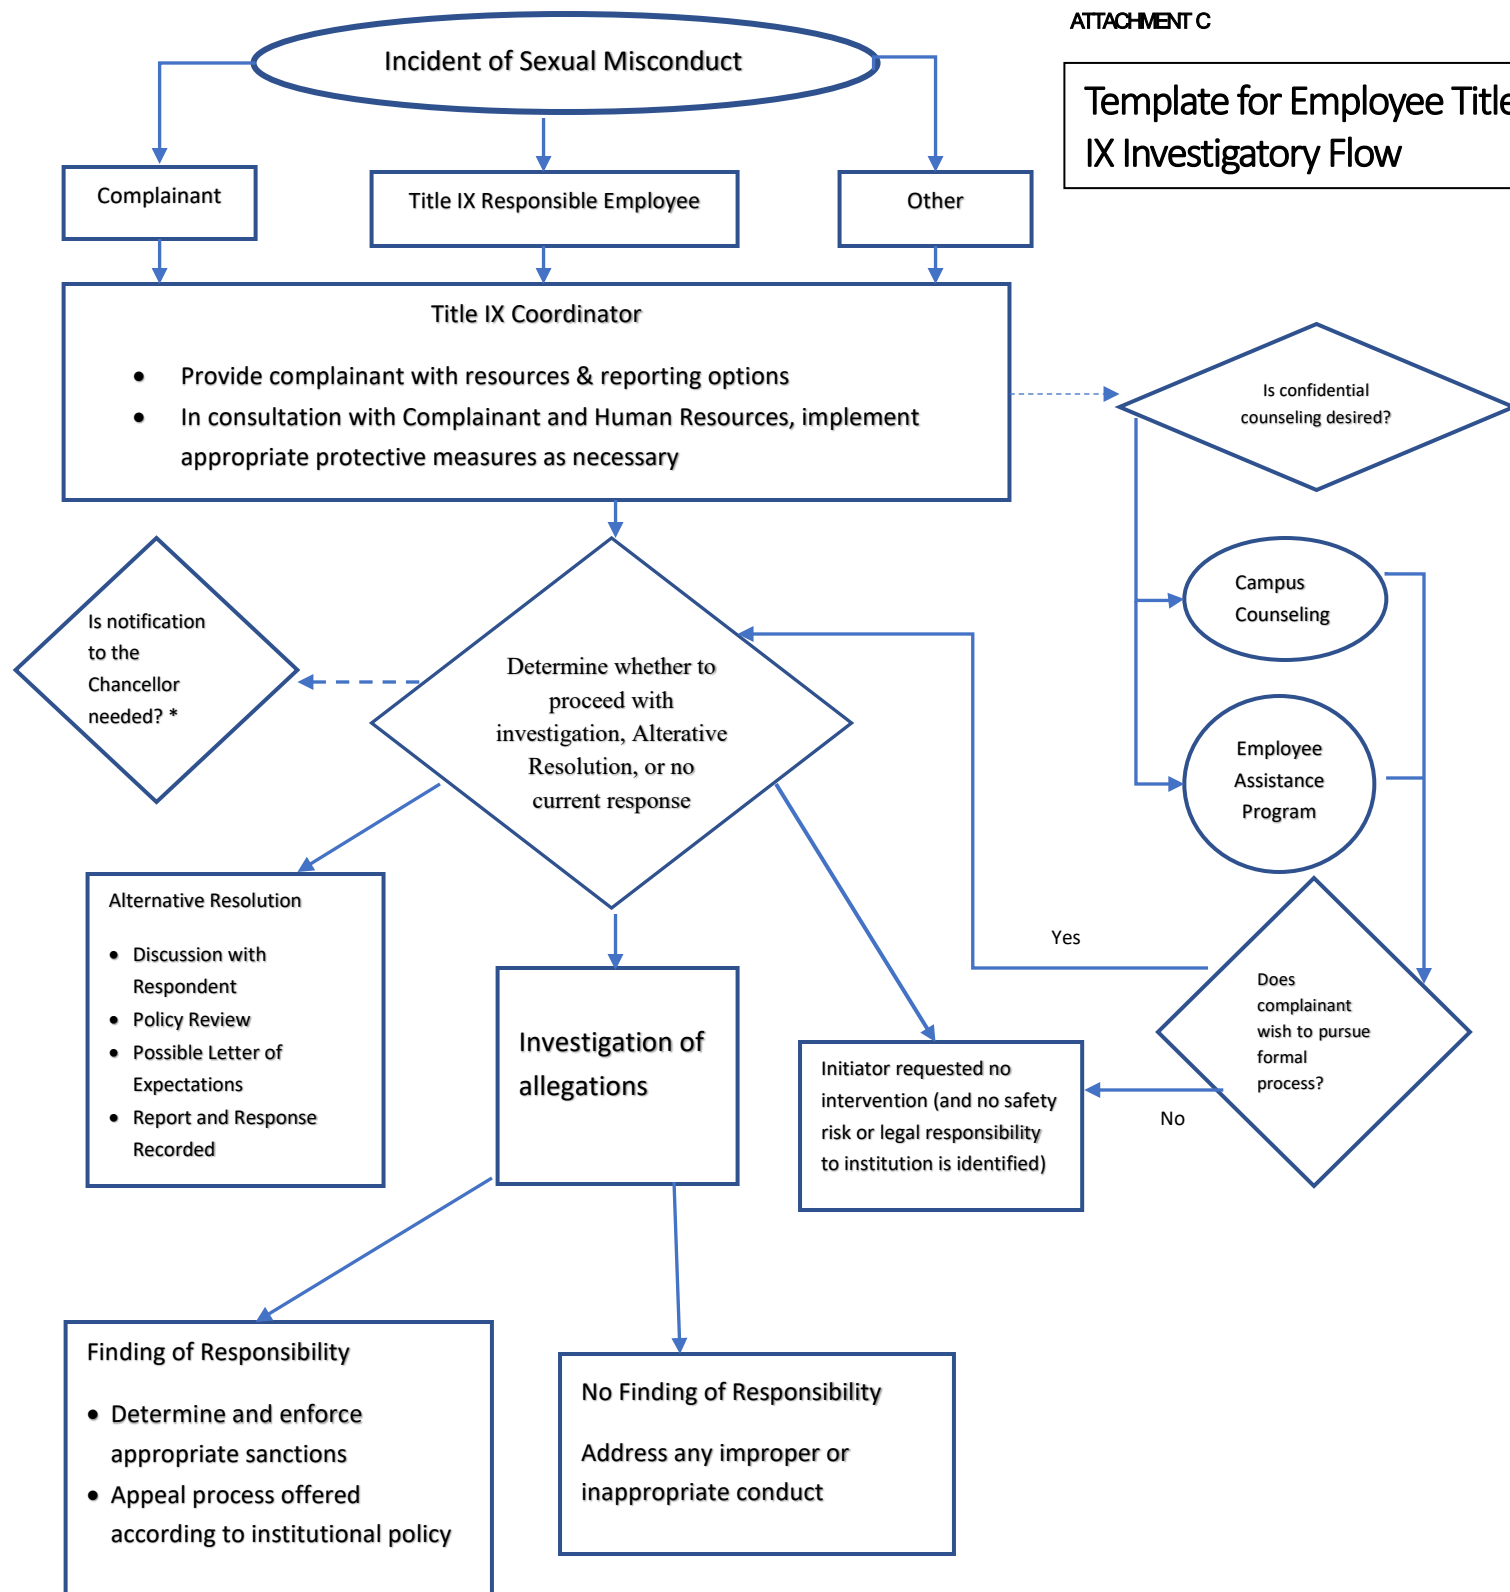 ATTACHMENT C
Template for Employee Title
IX Investigatory Flow
Incident of Sexual Misconduct
Complainant
Title IX Responsible Employee
Other
Title IX Coordinator
• Provide complainant with resources & reporting options
• In consultation with Complainant and Human Resources, implement
appropriate protective measures as necessary
Is confidential
counseling desired?
Is notification
to the
Chancellor
needed? *
Determine whether to
proceed with
investigation, Alterative
Resolution, or no
current response
Campus
Counseling
Employee
Assistance
Program
Alternative Resolution
• Discussion with
Respondent
• Policy Review
• Possible Letter of
Expectations
• Report and Response
Recorded
Investigation of
allegations
Initiator requested no
intervention (and no safety
risk or legal responsibility
to institution is identified)
Yes
No
Does
complainant
wish to pursue
formal
process?
Finding of Responsibility
• Determine and enforce
appropriate sanctions
• Appeal process offered
according to institutional policy
No Finding of Responsibility
Address any improper or
inappropriate conduct